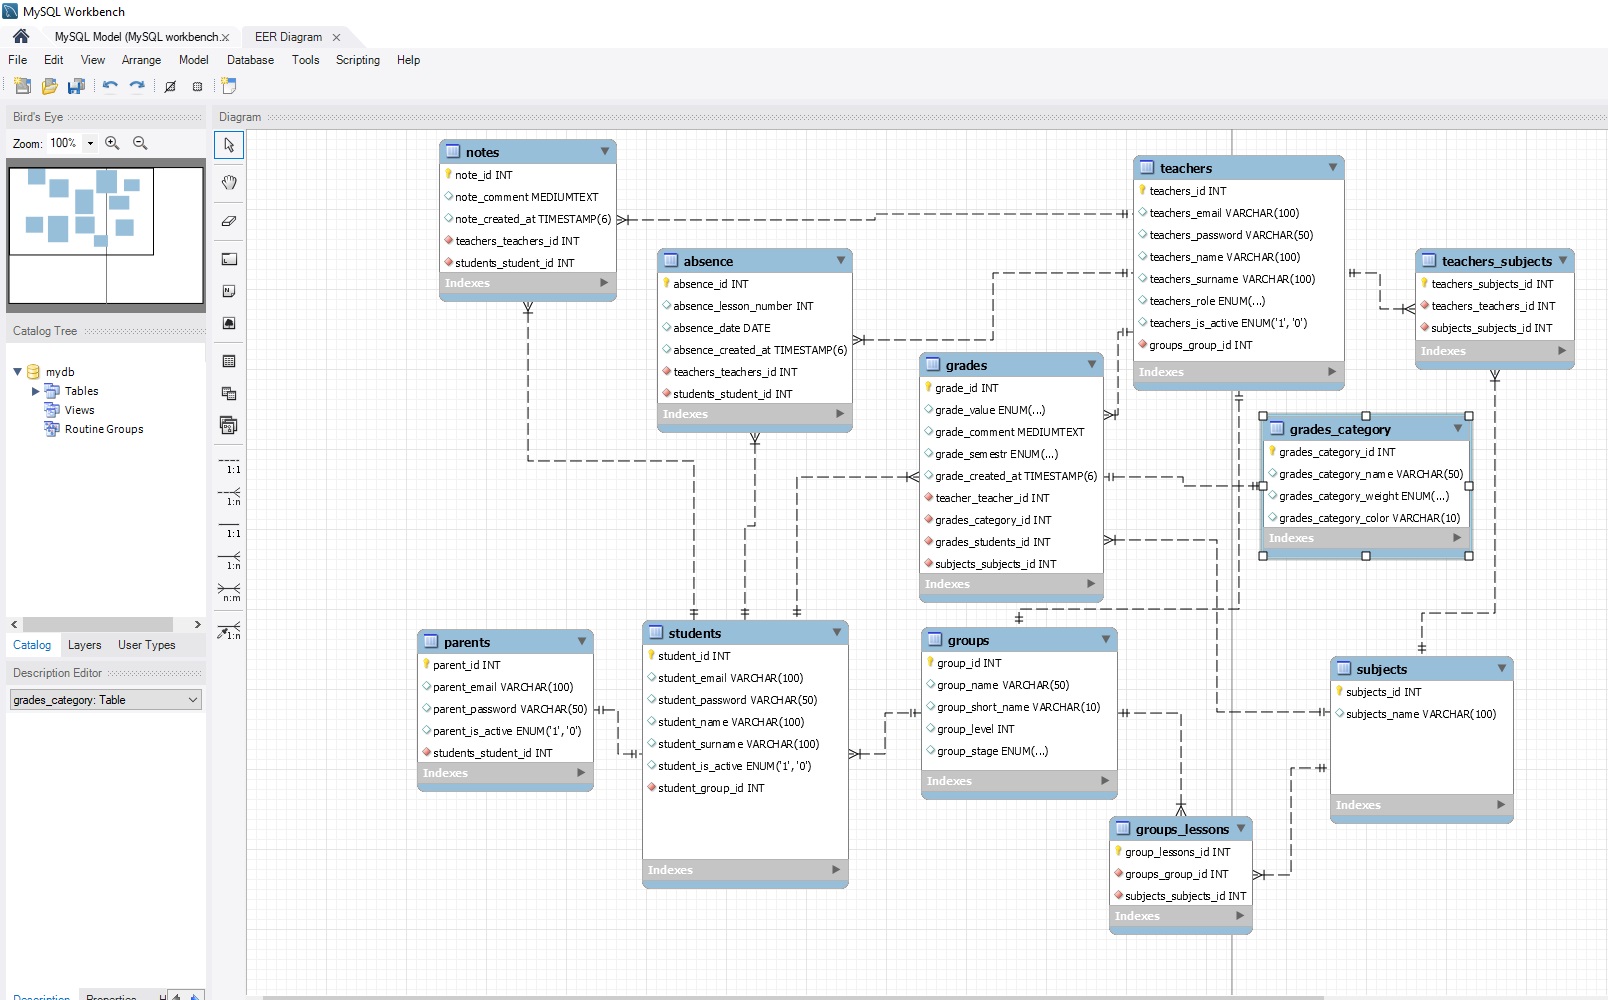 MySQL Workbench
MySQL Model (MySQL workbench.
EER Diagram
File Edit View Arrange Model Database Tools Scripting Help
Bird's Eye
Zoom: 100%
Catalog Tree
mydb
Tables
Views
Routine Groups
Catalog Layers User Types
Description Editor
grades_category: Table
Description Properties H
Diagram
1:1
1:n
1:1
1:n
n:m
1:n
notes
note_id INT
note_comment MEDIUMTEXT
note_created_at TIMESTAMP(6)
teachers_teachers_id INT
students_student_id INT
Indexes
absence
absence_id INT
absence_lesson_number INT
absence_date DATE
absence_created_at TIMESTAMP(6)
teachers_teachers_id INT
students_student_id INT
Indexes
teachers
teachers_id INT
teachers_email VARCHAR(100)
teachers_password VARCHAR(50)
teachers_name VARCHAR(100)
teachers_surname VARCHAR(100)
teachers_role ENUM(...)
teachers_is_active ENUM('1', '0')
groups_group_id INT
Indexes
teachers_subjects
teachers_subjects_id INT
teachers_teachers_id INT
subjects_subjects_id INT
Indexes
grades
grade_id INT
grade_value ENUM(...)
grade_comment MEDIUMTEXT
grade_semestr ENUM(...)
grade_created_at TIMESTAMP(6)
teacher_teacher_id INT
grades_category_id INT
grades_students_id INT
subjects_subjects_id INT
Indexes
grades_category
grades_category_id INT
grades_category_name VARCHAR(50)
grades_category_weight ENUM(...)
grades_category_color VARCHAR(10)
Indexes
parents
parent_id INT
parent_email VARCHAR(100)
parent_password VARCHAR(50)
parent_is_active ENUM('1', '0')
students_student_id INT
Indexes
students
student_id INT
student_email VARCHAR(100)
student_password VARCHAR(50)
student_name VARCHAR(100)
student_surname VARCHAR(100)
student_is_active ENUM('1', '0')
student_group_id INT
Indexes
groups
group_id INT
group_name VARCHAR(50)
group_short_name VARCHAR(10)
group_level INT
group_stage ENUM(...)
Indexes
subjects
subjects_id INT
subjects_name VARCHAR(100)
Indexes
groups_lessons
group_lessons_id INT
groups_group_id INT
subjects_subjects_id INT
Indexes